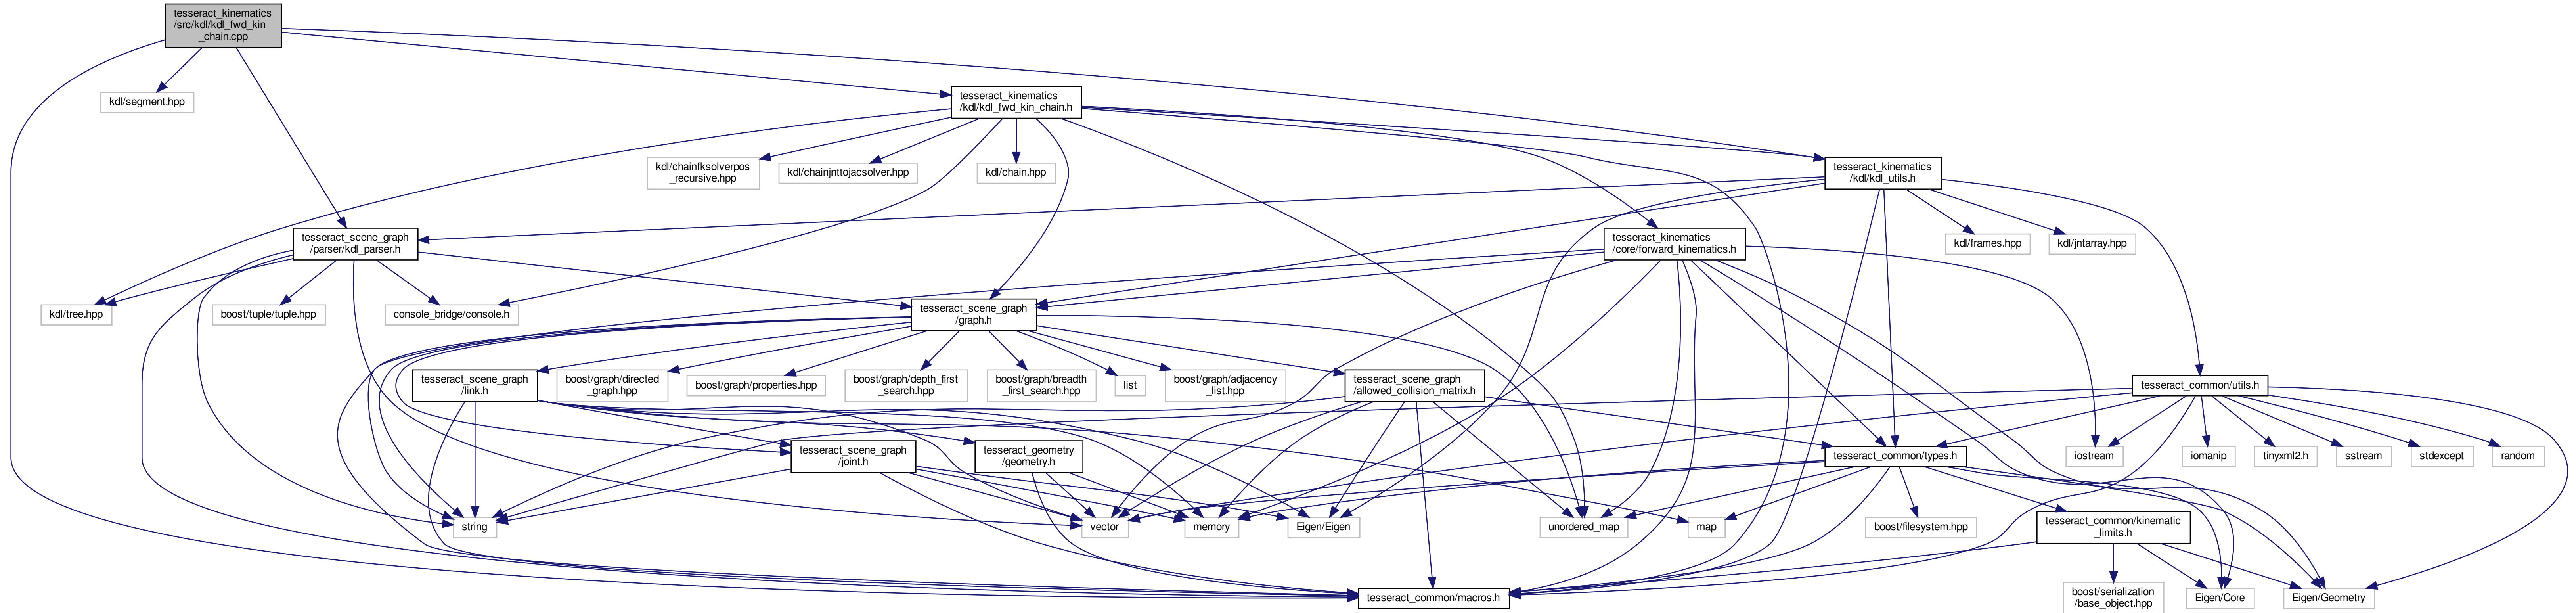 tesseract_kinematics
/src/kdl/kdl_fwd_kin
_chain.cpp
kdl/segment.hpp
tesseract_kinematics
/kdl/kdl_fwd_kin_chain.h
kdl/chainfksolverpos
_recursive.hpp
kdl/chainjnttojacsolver.hpp
kdl/chain.hpp
tesseract_kinematics
/kdl/kdl_utils.h
tesseract_scene_graph
/parser/kdl_parser.h
tesseract_kinematics
/core/forward_kinematics.h
kdl/frames.hpp
kdl/jntarray.hpp
kdl/tree.hpp
boost/tuple/tuple.hpp
console_bridge/console.h
tesseract_scene_graph
/graph.h
tesseract_scene_graph
/link.h
boost/graph/directed
_graph.hpp
boost/graph/properties.hpp
boost/graph/depth_first
_search.hpp
boost/graph/breadth
_first_search.hpp
list
boost/graph/adjacency
_list.hpp
tesseract_scene_graph
/allowed_collision_matrix.h
tesseract_common/utils.h
tesseract_scene_graph
/joint.h
tesseract_geometry
/geometry.h
tesseract_common/types.h
iostream
iomanip
tinyxml2.h
sstream
stdexcept
random
string
vector
memory
Eigen/Eigen
unordered_map
map
boost/filesystem.hpp
tesseract_common/kinematic
_limits.h
tesseract_common/macros.h
boost/serialization
/base_object.hpp
Eigen/Core
Eigen/Geometry